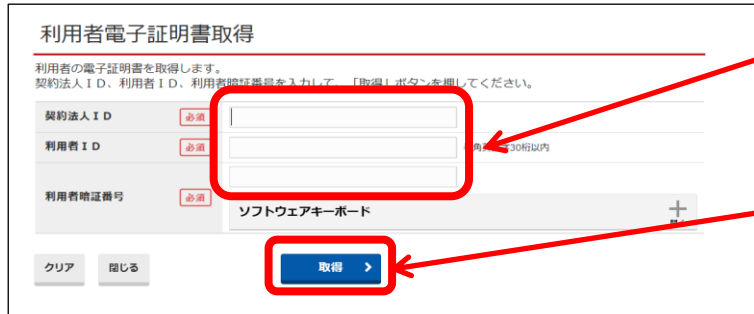 利用者電子証明書取得
利用者の電子証明書を取得します。
契約法人ＩＤ、利用者ＩＤ、利用者暗証番号を入力して、「取得」ボタンを押してください。
契約法人ＩＤ 必須
利用者ＩＤ 必須 30桁以内
利用者暗証番号 必須
ソフトウェアキーボード
クリア 閉じる 取得